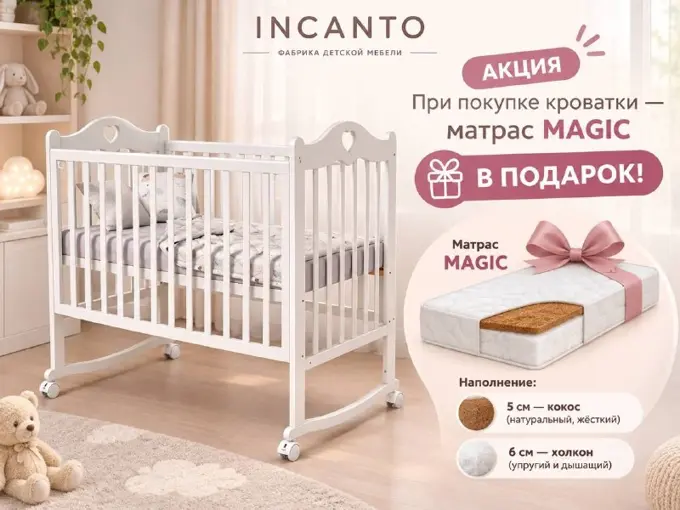 INCANTO
ФАБРИКА ДЕТСКОЙ МЕБЕЛИ
АКЦИЯ
При покупке кроватки —
матрас MAGIC
В ПОДАРОК!
Матрас
MAGIC
Наполнение:
5 см — кокос
(натуральный, жёсткий)
6 см — холкон
(упругий и дышащий)